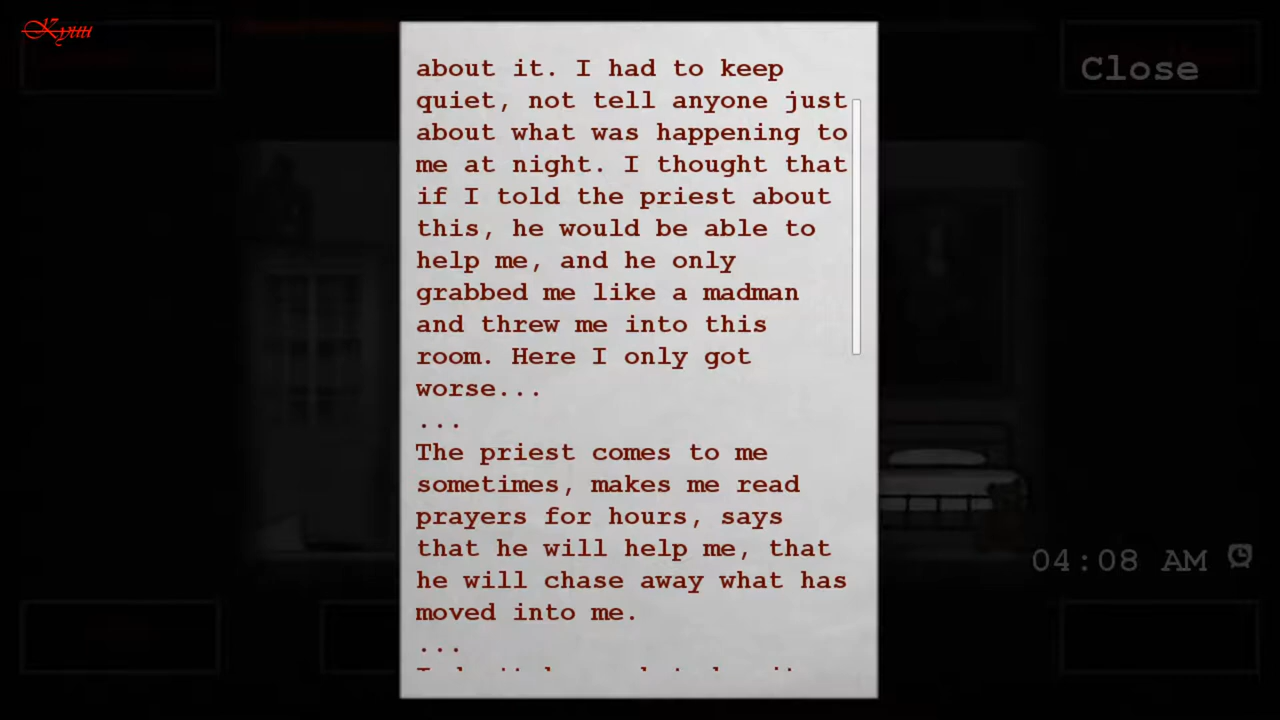 Куш
Close
about it. I had to keep
quiet, not tell anyone just
about what was happening to
me at night. I thought that
if I told the priest about
this, he would be able to
help me, and he only
grabbed me like a madman
and threw me into this
room. Here I only got
worse...
...
The priest comes to me
sometimes, makes me read
prayers for hours, says
that he will help me, that
he will chase away what has
moved into me.
...
04:08 AM